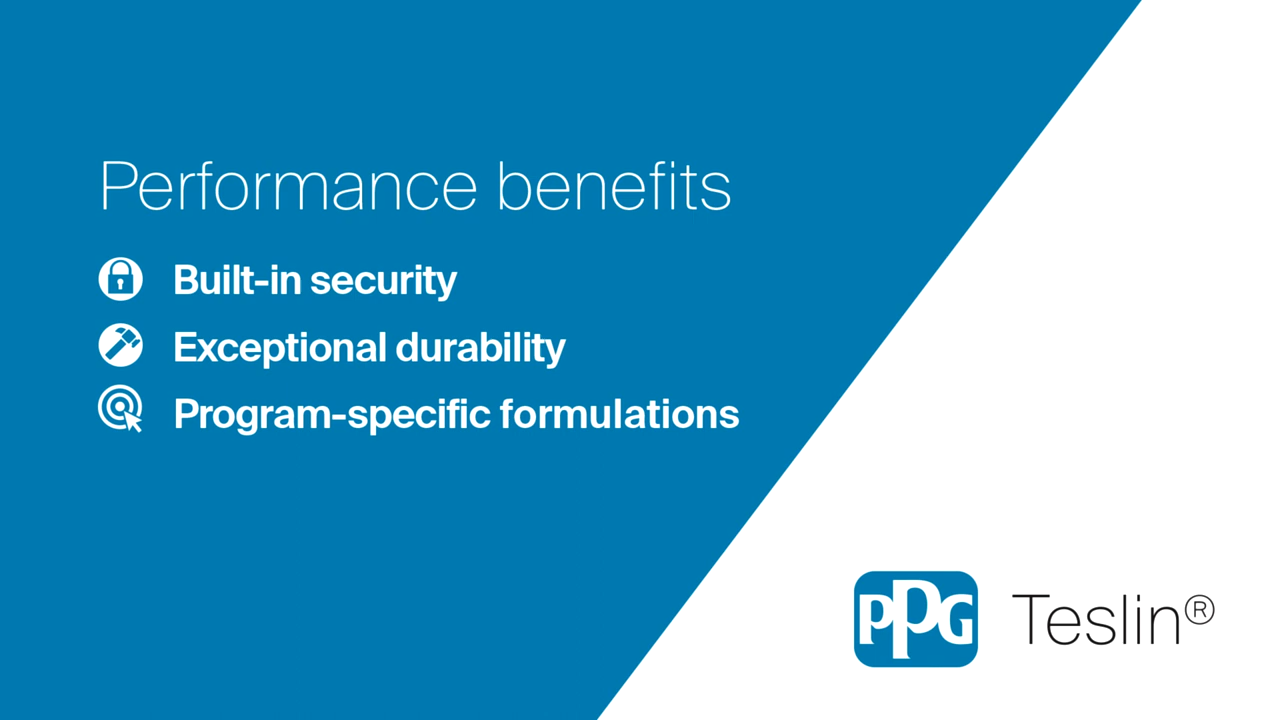 Performance benefits
Built-in security
Exceptional durability
Program-specific formulations
PPG Teslin®